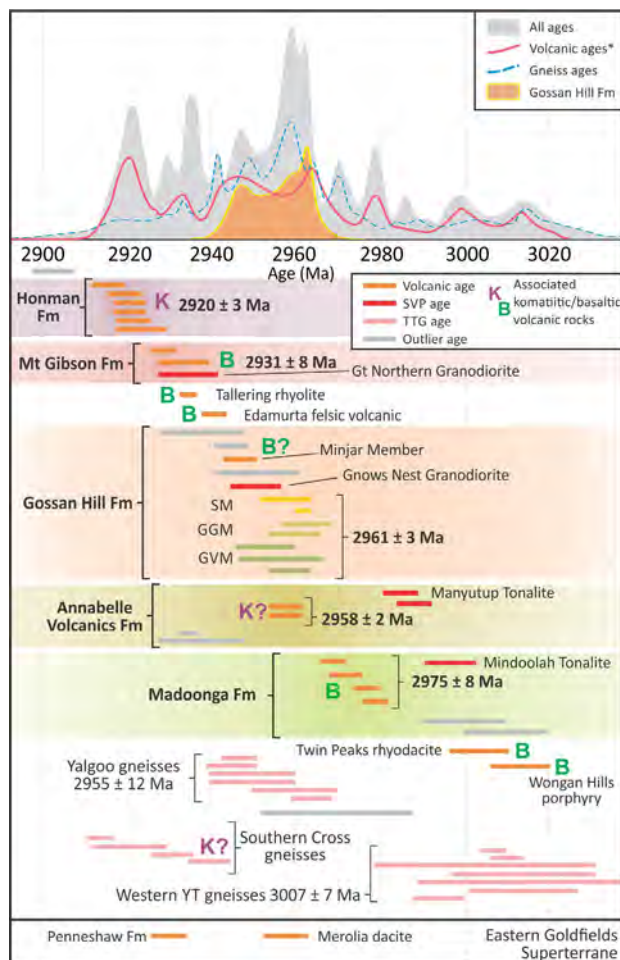 All ages
Volcanic ages*
Gneiss ages
Gossan Hill Fm
2900 2920 2940 2960 2980 3000 3020
Age (Ma)
Volcanic age
SVP age
TTG age
Outlier age
K
B
Associated
komatiitic/basaltic
volcanic rocks
Honman
Fm
K
2920 ± 3 Ma
Mt Gibson Fm
B
2931 ± 8 Ma
Gt Northern Granodiorite
B
Tallering rhyolite
B
Edamurta felsic volcanic
Gossan Hill Fm
B?
Minjar Member
Gnows Nest Granodiorite
SM
GGM
GVM
2961 ± 3 Ma
Annabelle
Volcanics Fm
K?
2958 ± 2 Ma
Manyutup Tonalite
Madoonga Fm
B
2975 ± 8 Ma
Mindoolah Tonalite
Twin Peaks rhyodacite
B
Wongan Hills
porphyry
B
Yalgoo gneisses
2955 ± 12 Ma
K?
Southern Cross
gneisses
Western YT gneisses 3007 ± 7 Ma
Penneshaw Fm
Merolia dacite
Eastern Goldfields
Superterrane